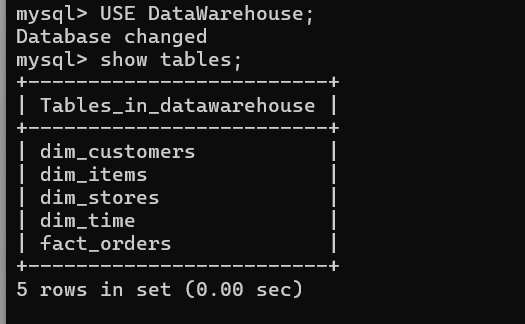 mysql> USE DataWarehouse;
Database changed
mysql> show tables;
+-------------------------+
| Tables_in_datawarehouse |
+-------------------------+
| dim_customers           |
| dim_items               |
| dim_stores              |
| dim_time                |
| fact_orders             |
+-------------------------+
5 rows in set (0.00 sec)